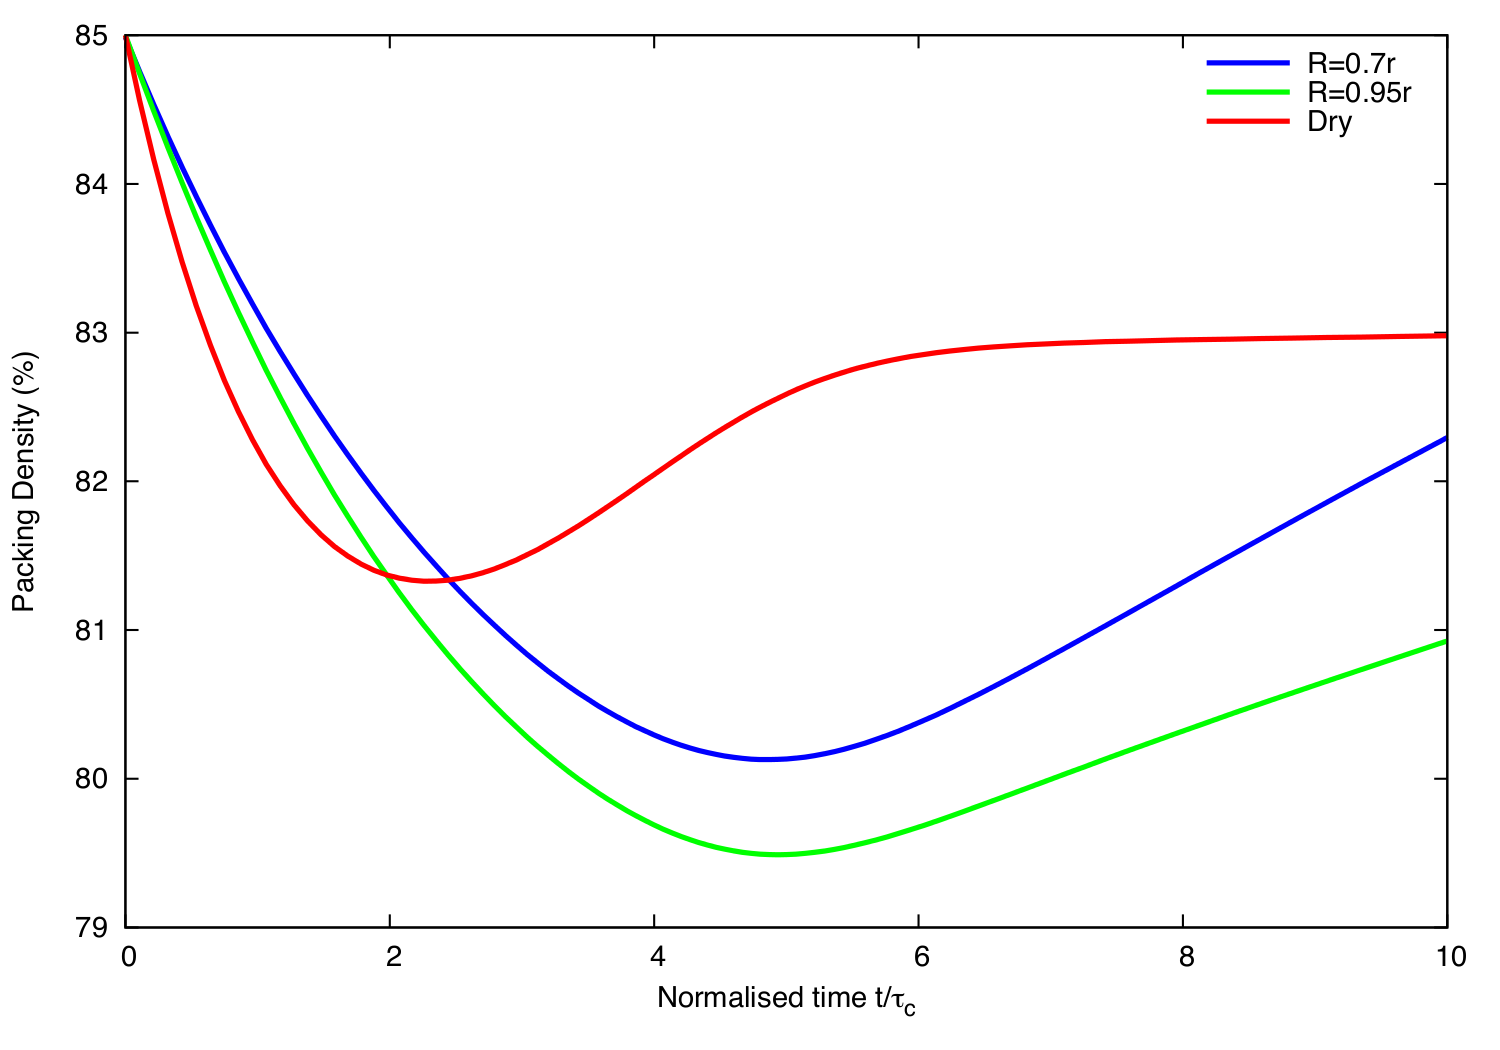 85
84
83
82
81
80
79
0 2 4 6 8 10
Packing Density (%)
Normalised time t/τc
R=0.7r
R=0.95r
Dry